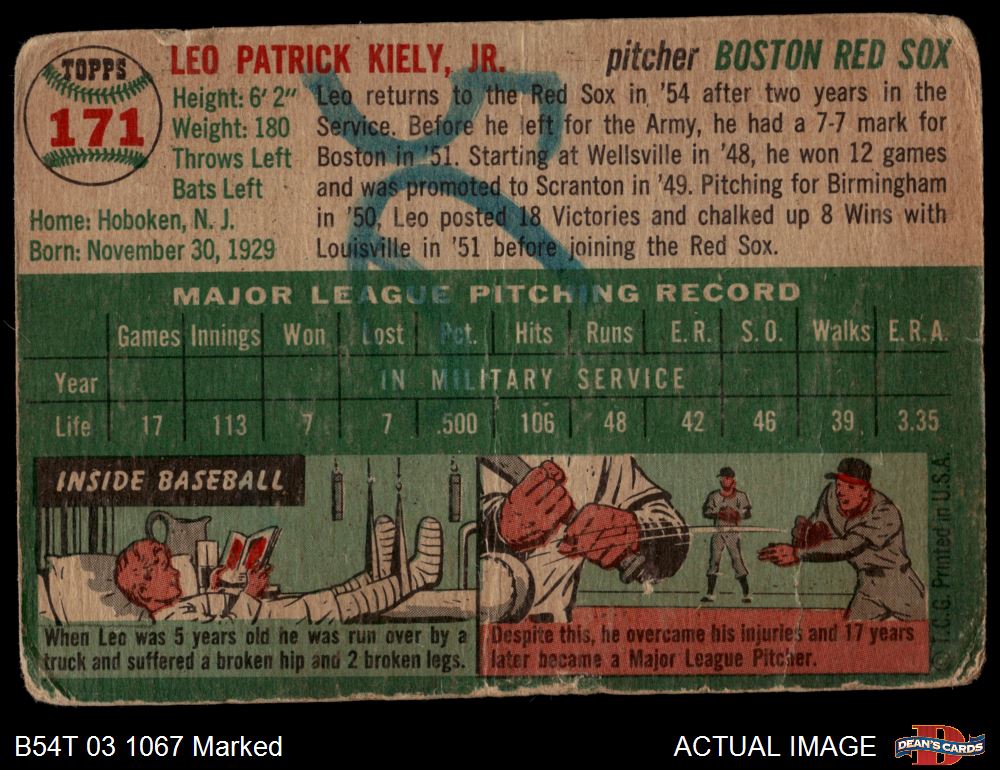 TOPPS
171
LEO PATRICK KIELY, JR.
pitcher BOSTON RED SOX
Height: 6' 2"
Weight: 180
Throws Left
Bats Left
Home: Hoboken, N. J.
Born: November 30, 1929
Leo returns to the Red Sox in '54 after two years in the
Service. Before he left for the Army, he had a 7-7 mark for
Boston in '51. Starting at Wellsville in '48, he won 12 games
and was promoted to Scranton in '49. Pitching for Birmingham
in '50, Leo posted 18 Victories and chalked up 8 Wins with
Louisville in '51 before joining the Red Sox.
MAJOR LEAGUE PITCHING RECORD
Games Innings Won Lost Pct. Hits Runs E.R. S.O. Walks E.R.A.
Year IN MILITARY SERVICE
Life 17 113 7 7 .500 106 48 42 46 39 3.35
INSIDE BASEBALL
When Leo was 5 years old he was run over by a
truck and suffered a broken hip and 2 broken legs.
Despite this, he overcame his injuries and 17 years
later became a Major League Pitcher.
© T.C.G. Printed in U.S.A.
B54T 03 1067 Marked
ACTUAL IMAGE
DEAN'S CARDS